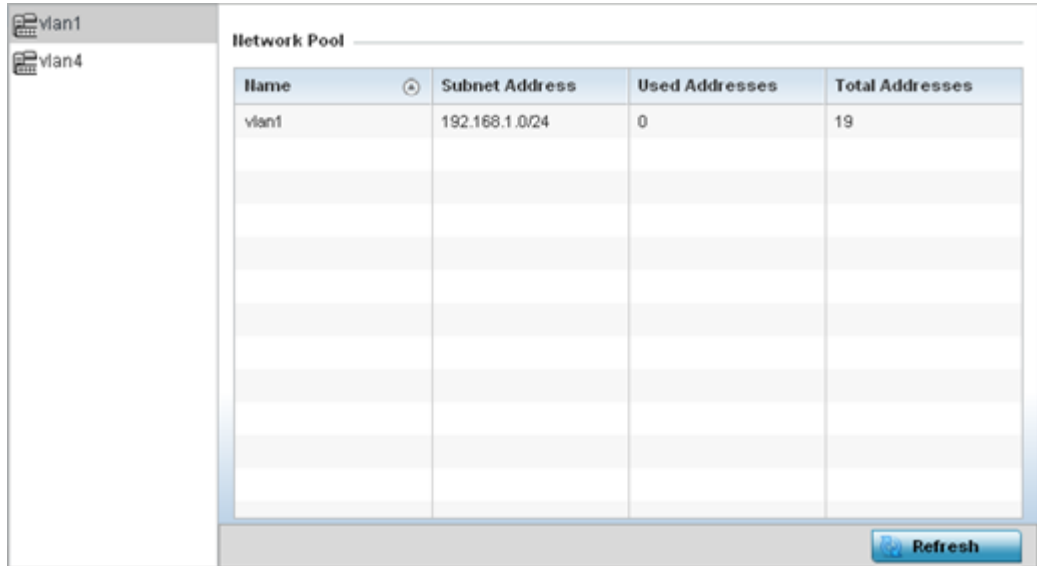 vlan1
vlan4
Network Pool
Name Subnet Address Used Addresses Total Addresses
vlan1 192.168.1.0/24 0 19
Refresh